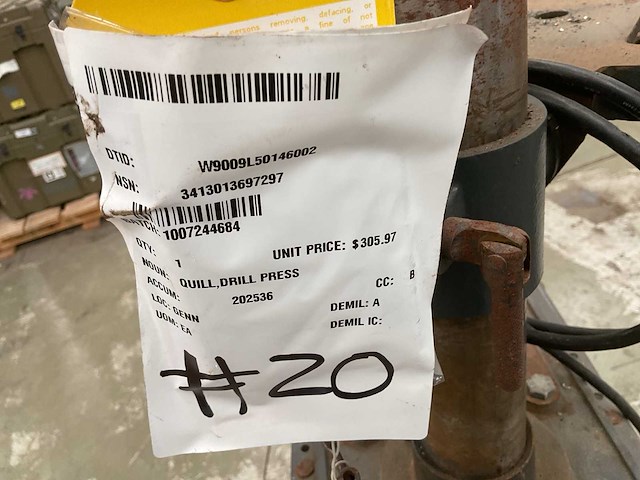 persons removing, defacing, or
a fine of not
DTID: W9009L50146002
NSN: 3413013697297
1007244684
QTY: 1 UNIT PRICE: $305.97
NOUN: QUILL,DRILL PRESS
ACCUM: 202536 CC: B
LOC: GENN DEMIL: A
UOM: EA DEMIL IC:
#20